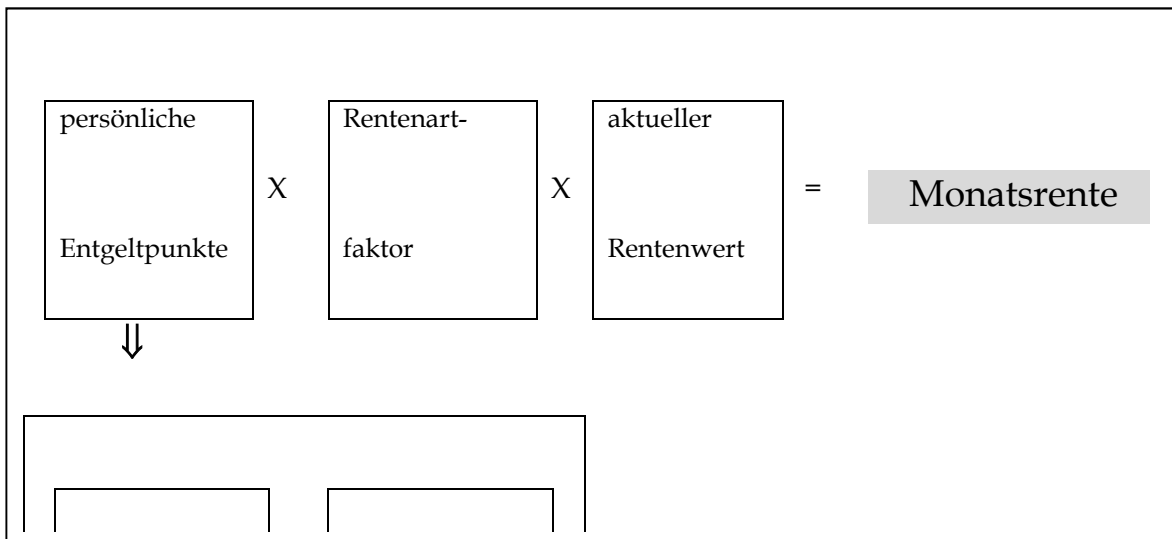 persönliche
Entgeltpunkte
X
Rentenart-
faktor
X
aktueller
Rentenwert
=
Monatsrente
⇓